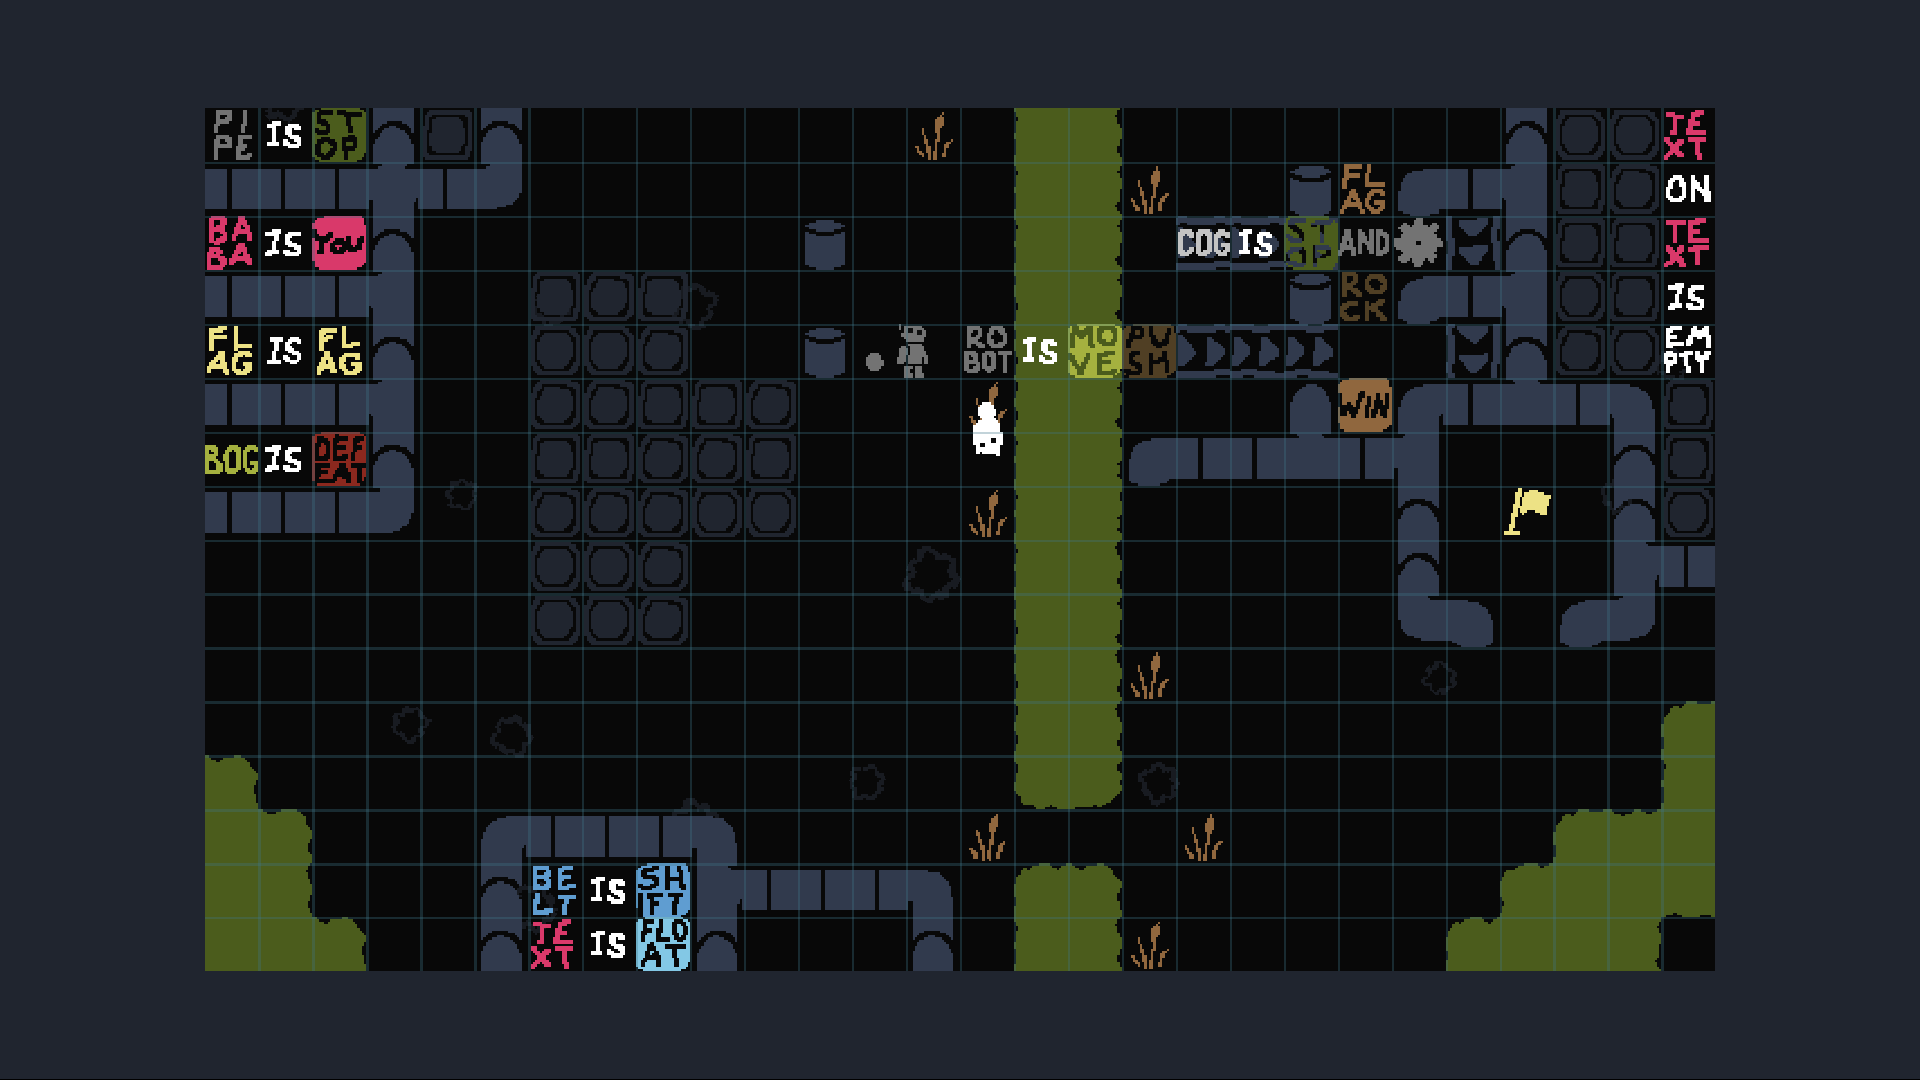 PIPE IS STOP
TEXT
FLAG
ON
BABA IS YOU
COG IS STOP AND
TEXT
ROCK
IS
FLAG IS FLAG
ROBOT IS MOVE PUSH
EMPTY
WIN
BOG IS DEFEAT
BELT IS SHIFT
TEXT IS FLOAT